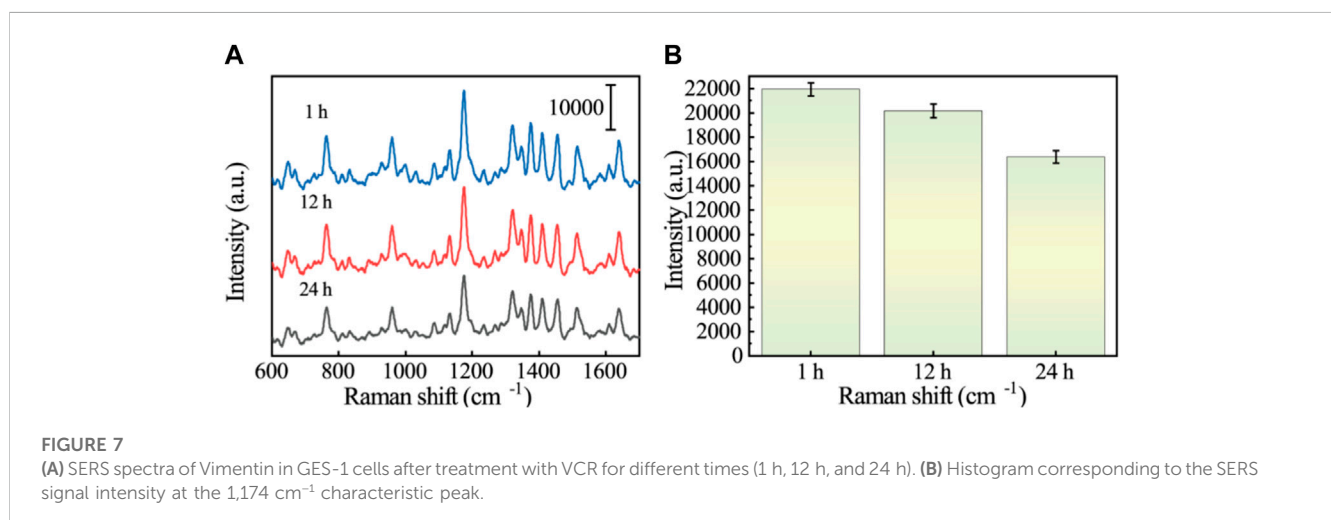 A
B
1 h
10000
12 h
24 h
Intensity (a.u.)
600 800 1000 1200 1400 1600
Raman shift (cm -1)
22000
20000
18000
16000
14000
12000
10000
8000
6000
4000
2000
0
Intensity (a.u.)
1 h 12 h 24 h
Raman shift (cm -1)
FIGURE 7
(A) SERS spectra of Vimentin in GES-1 cells after treatment with VCR for different times (1 h, 12 h, and 24 h). (B) Histogram corresponding to the SERS
signal intensity at the 1,174 cm⁻¹ characteristic peak.